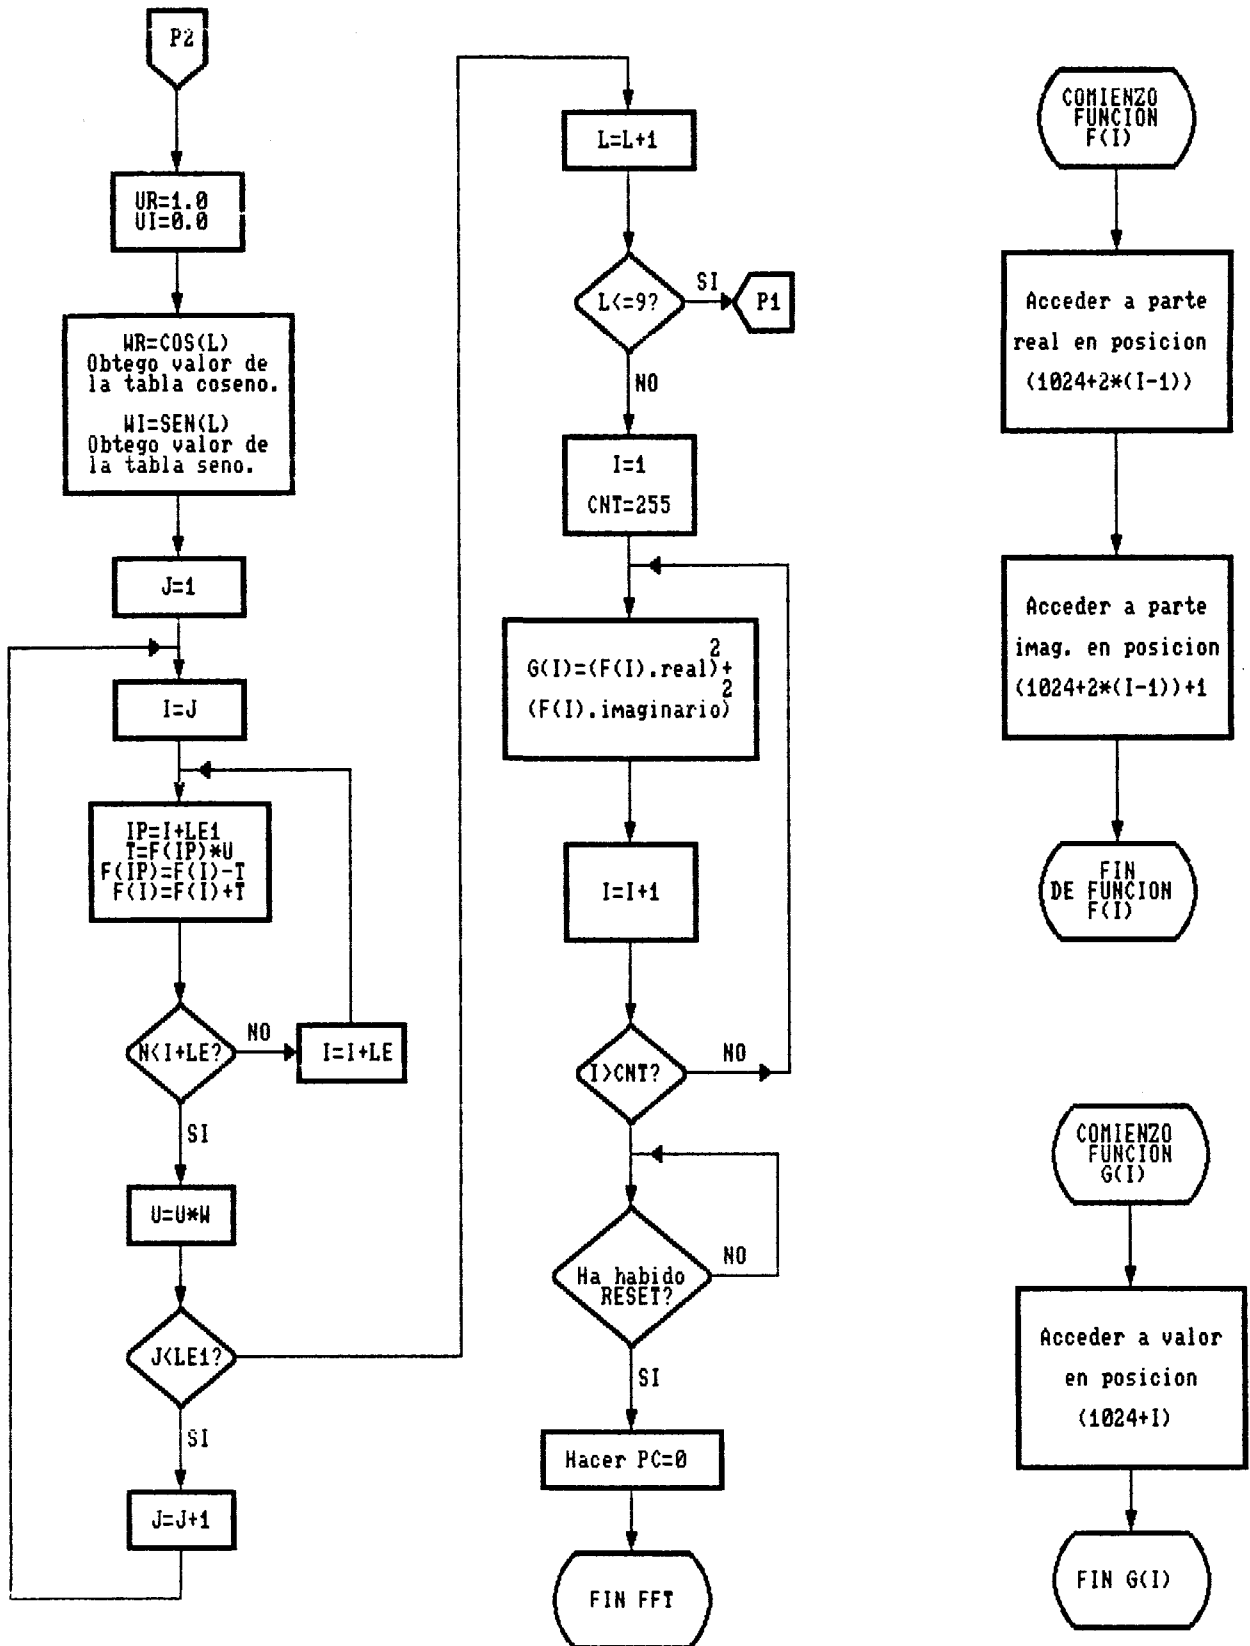 P2
UR=1.0
UI=0.0
WR=COS(L)
Obtego valor de
la tabla coseno.
WI=SEN(L)
Obtego valor de
la tabla seno.
J=1
I=J
IP=I+LE1
T=F(IP)*U
F(IP)=F(I)-T
F(I)=F(I)+T
N<I+LE?
NO
I=I+LE
SI
U=U*W
J<LE1?
SI
J=J+1
L=L+1
L<=9?
SI
P1
NO
I=1
CNT=255
G(I)=(F(I).real)²+
(F(I).imaginario)²
I=I+1
I>CNT?
NO
Ha habido
RESET?
NO
SI
Hacer PC=0
FIN FFT
COMIENZO
FUNCION
F(I)
Acceder a parte
real en posicion
(1024+2*(I-1))
Acceder a parte
imag. en posicion
(1024+2*(I-1))+1
FIN
DE FUNCION
F(I)
COMIENZO
FUNCION
G(I)
Acceder a valor
en posicion
(1024+I)
FIN G(I)